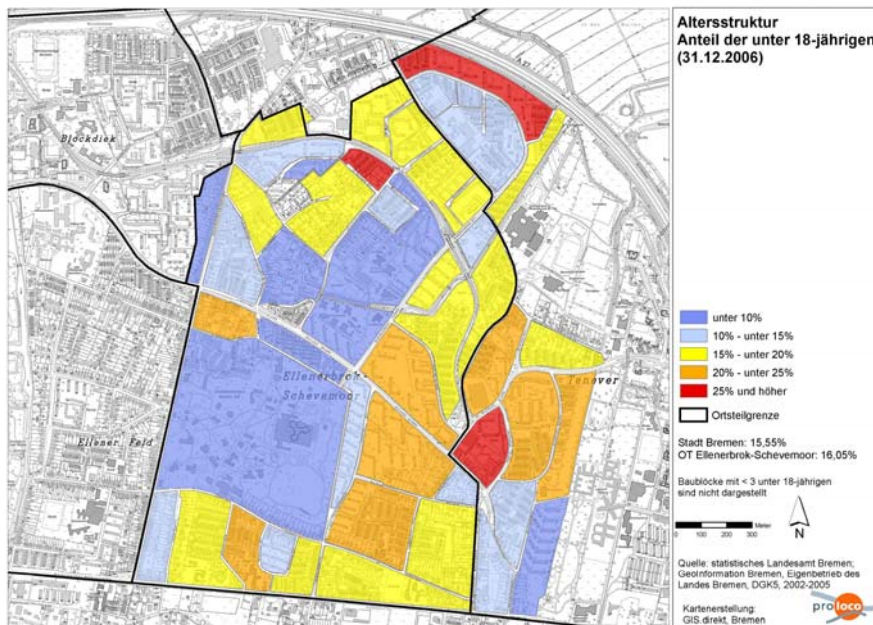 Altersstruktur
Anteil der unter 18-jährigen
(31.12.2006)
Blockdiek
Ellenerbrok-
Schevemoor
Tenever
Ellener Feld
unter 10%
10% - unter 15%
15% - unter 20%
20% - unter 25%
25% und höher
Ortsteilgrenze
Stadt Bremen: 15,55%
OT Ellenerbrok-Schevemoor: 16,05%
Baublöcke mit < 3 unter 18-jährigen
sind nicht dargestellt
0 100 200 300 Meter
N
Quelle: statistisches Landesamt Bremen;
GeoInformation Bremen, Eigenbetrieb des
Landes Bremen, DGK5, 2002-2005
Kartenerstellung:
GIS.direkt, Bremen
proloco